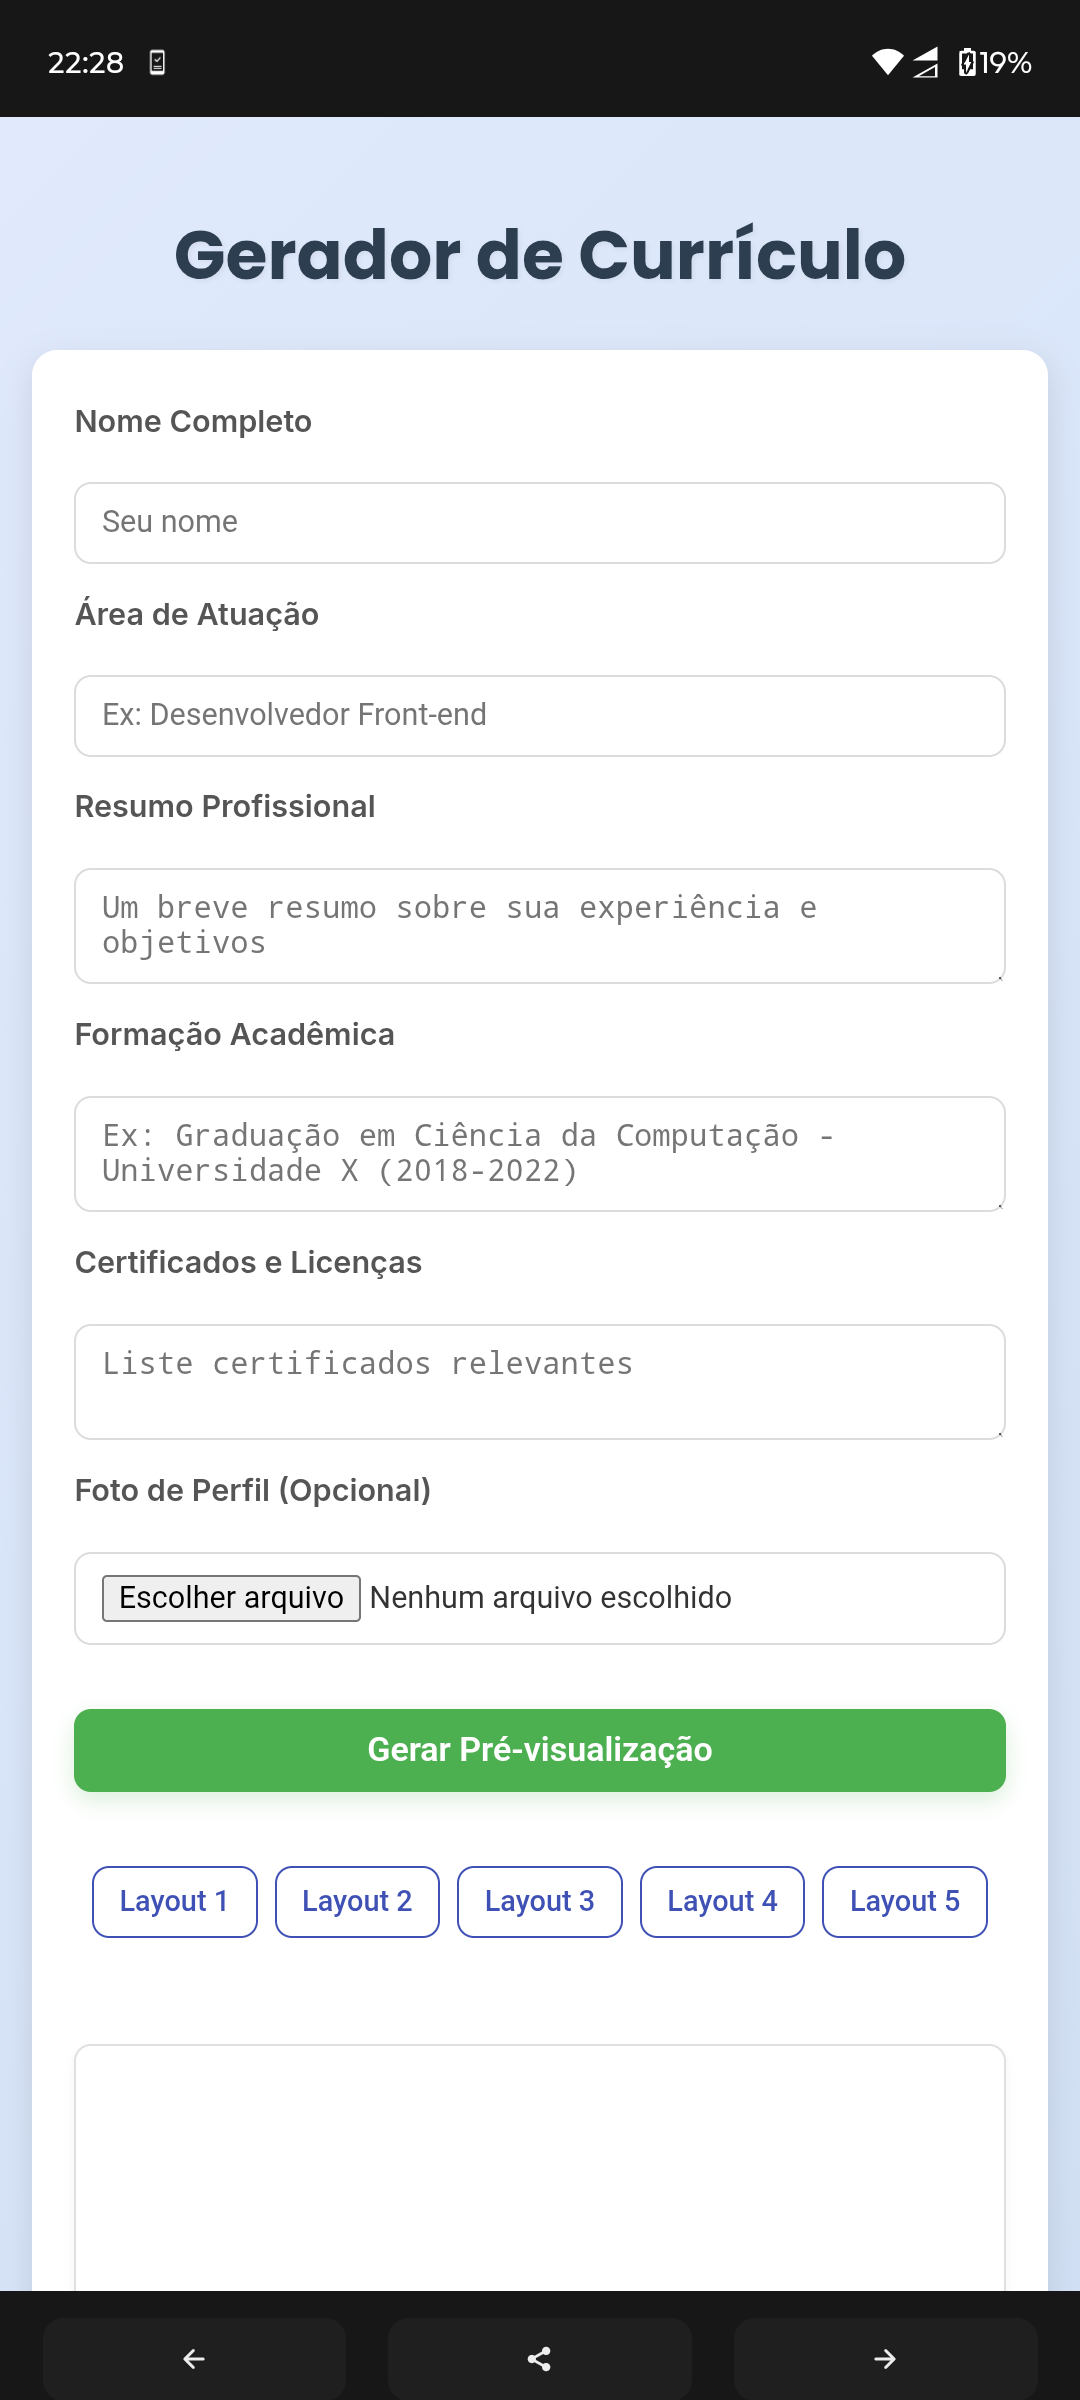 22:28
19%
Gerador de Currículo
Nome Completo
Seu nome
Área de Atuação
Ex: Desenvolvedor Front-end
Resumo Profissional
Um breve resumo sobre sua experiência e
objetivos
Formação Acadêmica
Ex: Graduação em Ciência da Computação -
Universidade X (2018-2022)
Certificados e Licenças
Liste certificados relevantes
Foto de Perfil (Opcional)
Escolher arquivo Nenhum arquivo escolhido
Gerar Pré-visualização
Layout 1 Layout 2 Layout 3 Layout 4 Layout 5